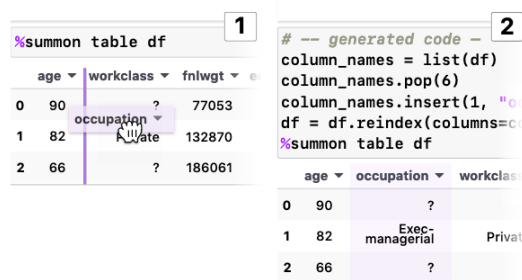 1
%summon table df
age workclass fnlwgt
0 90 ? 77053
occupation
1 82 Private 132870
2 66 ? 186061
2
# -- generated code –
column_names = list(df)
column_names.pop(6)
column_names.insert(1, "o
df = df.reindex(columns=c
%summon table df
age occupation workclas
0 90 ?
1 82 Exec-managerial Privat
2 66 ?